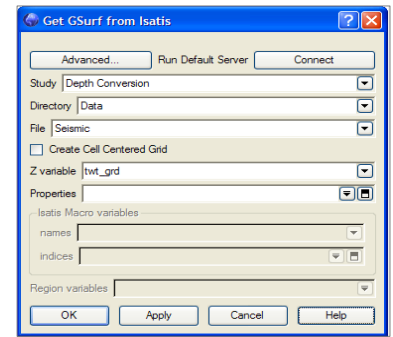 Get GSurf from Isatis
Advanced... Run Default Server Connect
Study Depth Conversion
Directory Data
File Seismic
Create Cell Centered Grid
Z variable twt_grd
Properties
Isatis Macro variables
names
indices
Region variables
OK Apply Cancel Help